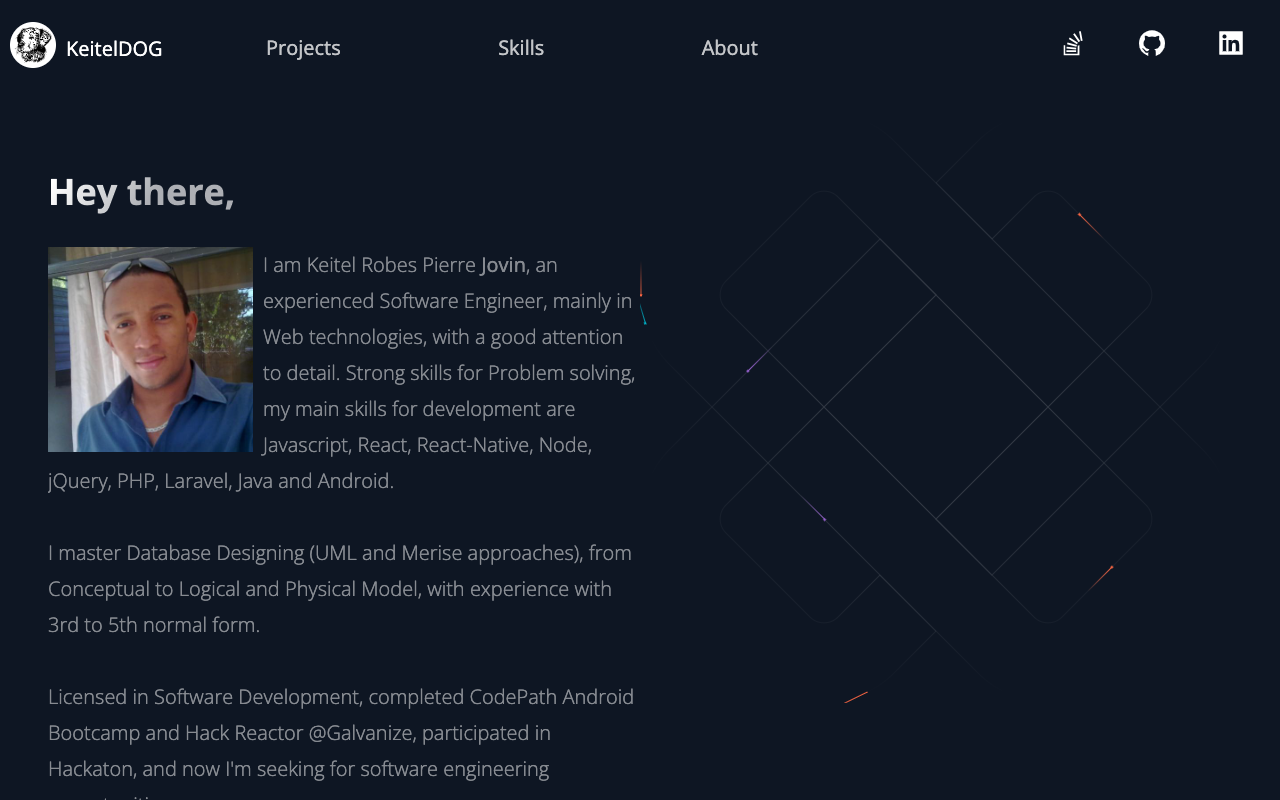 KeitelDOG
Projects
Skills
About
Hey there,
I am Keitel Robes Pierre Jovin, an
experienced Software Engineer, mainly in
Web technologies, with a good attention
to detail. Strong skills for Problem solving,
my main skills for development are
Javascript, React, React-Native, Node,
jQuery, PHP, Laravel, Java and Android.
I master Database Designing (UML and Merise approaches), from
Conceptual to Logical and Physical Model, with experience with
3rd to 5th normal form.
Licensed in Software Development, completed CodePath Android
Bootcamp and Hack Reactor @Galvanize, participated in
Hackaton, and now I'm seeking for software engineering